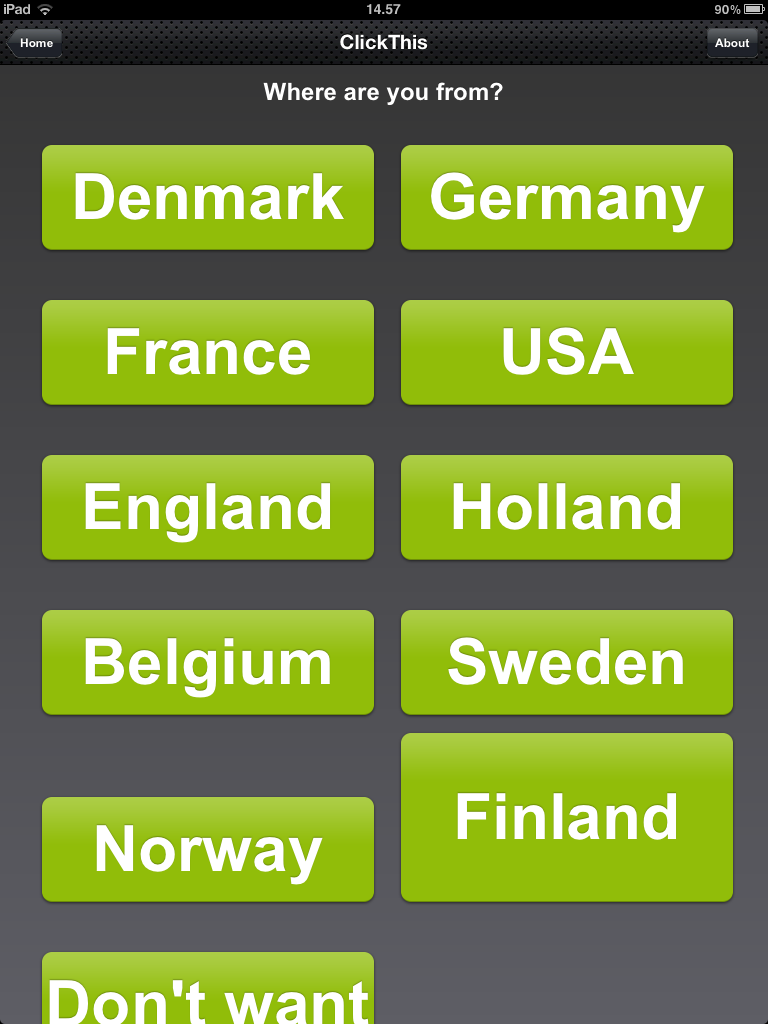 iPad 14.57 90%
Home ClickThis About
Where are you from?
Denmark Germany
France USA
England Holland
Belgium Sweden
Norway Finland
Don't want